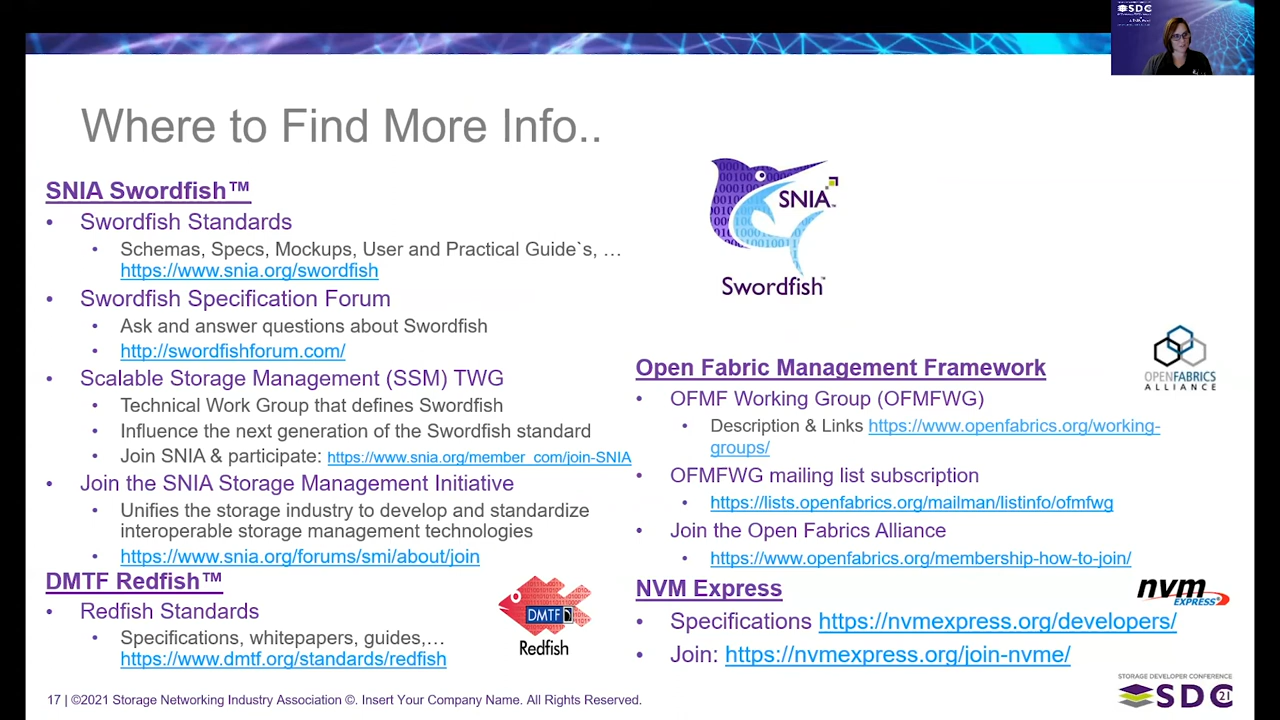 SDC
Where to Find More Info..
SNIA Swordfish™
• Swordfish Standards
• Schemas, Specs, Mockups, User and Practical Guide`s, …
https://www.snia.org/swordfish
• Swordfish Specification Forum
• Ask and answer questions about Swordfish
• http://swordfishforum.com/
• Scalable Storage Management (SSM) TWG
• Technical Work Group that defines Swordfish
• Influence the next generation of the Swordfish standard
• Join SNIA & participate: https://www.snia.org/member_com/join-SNIA
• Join the SNIA Storage Management Initiative
• Unifies the storage industry to develop and standardize
interoperable storage management technologies
• https://www.snia.org/forums/smi/about/join
DMTF Redfish™
• Redfish Standards
• Specifications, whitepapers, guides,…
https://www.dmtf.org/standards/redfish
DMTF
Redfish
SNIA™
Swordfish™
OPENFABRICS
ALLIANCE
Open Fabric Management Framework
• OFMF Working Group (OFMFWG)
• Description & Links https://www.openfabrics.org/working-
groups/
• OFMFWG mailing list subscription
• https://lists.openfabrics.org/mailman/listinfo/ofmfwg
• Join the Open Fabrics Alliance
• https://www.openfabrics.org/membership-how-to-join/
NVM Express
nvm
EXPRESS
• Specifications https://nvmexpress.org/developers/
• Join: https://nvmexpress.org/join-nvme/
17 | ©2021 Storage Networking Industry Association ©. Insert Your Company Name. All Rights Reserved.
STORAGE DEVELOPER CONFERENCE
SDC 21